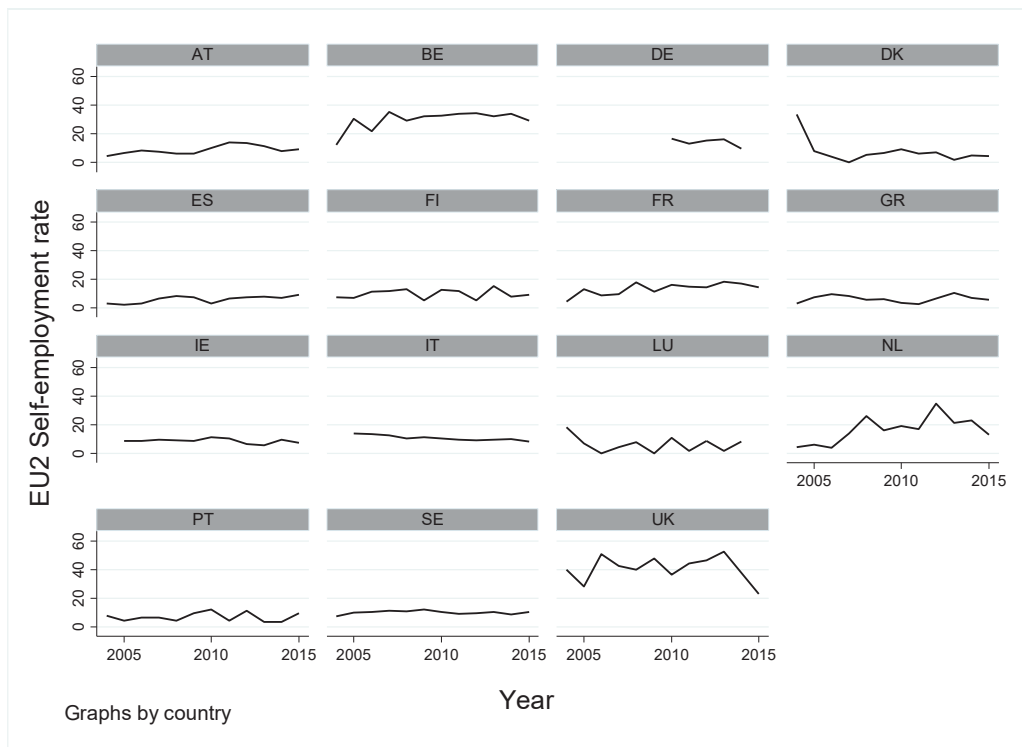 AT BE DE DK
60
40
20
0
ES FI FR GR
60
40
20
0
IE IT LU NL
60
40
20
0
2005 2010 2015
PT SE UK
60
40
20
0
2005 2010 2015 2005 2010 2015 2005 2010 2015
EU2 Self-employment rate
Year
Graphs by country